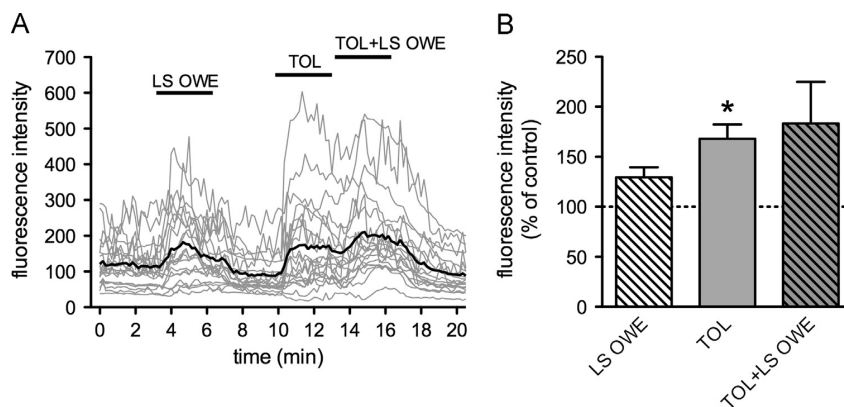 A
B
TOL+LS OWE
TOL
LS OWE
700
600
500
400
300
200
100
0
fluorescence intensity
0 2 4 6 8 10 12 14 16 18 20
time (min)
250
200
150
100
50
0
fluorescence intensity
(% of control)
*
LS OWE
TOL
TOL+LS OWE